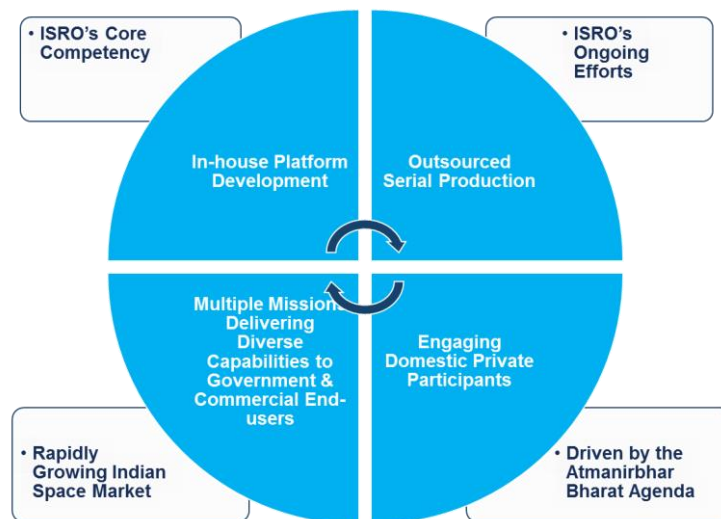 • ISRO's Core
Competency
• ISRO's
Ongoing
Efforts
In-house Platform
Development
Outsourced
Serial Production
Multiple Mission
Delivering
Diverse
Capabilities to
Government &
Commercial End-
users
Engaging
Domestic Private
Participants
• Rapidly
Growing Indian
Space Market
• Driven by the
Atmanirbhar
Bharat Agenda